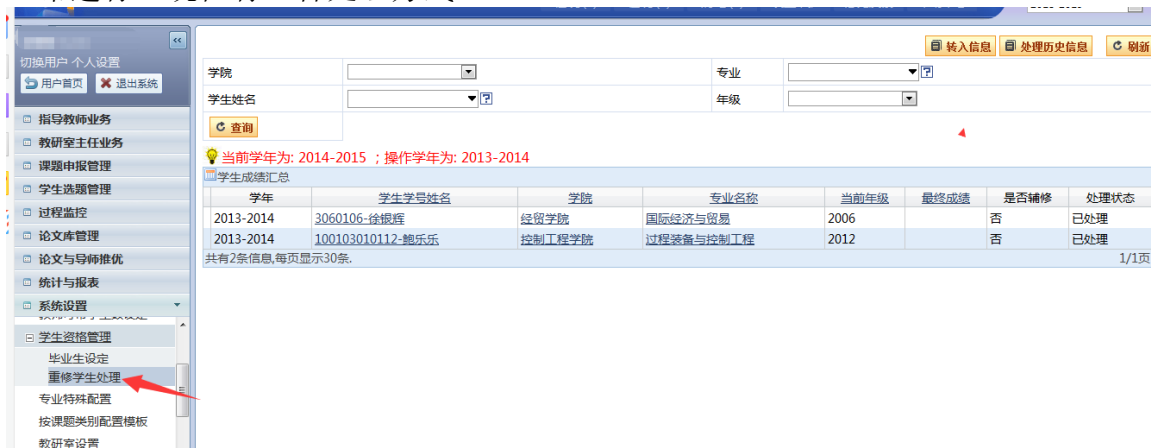 转入信息 处理历史信息 刷新
切换用户 个人设置
用户首页 退出系统
学院 专业
学生姓名 年级
查询
当前学年为: 2014-2015 ；操作学年为: 2013-2014
学生成绩汇总
学年 学生学号姓名 学院 专业名称 当前年级 最终成绩 是否辅修 处理状态
2013-2014 3060106-徐银辉 经贸学院 国际经济与贸易 2006 否 已处理
2013-2014 100103010112-鲍乐乐 控制工程学院 过程装备与控制工程 2012 否 已处理
共有2条信息,每页显示30条. 1/1页
指导教师业务
教研室主任业务
课题申报管理
学生选题管理
过程监控
论文库管理
论文与导师推优
统计与报表
系统设置
学生资格管理
毕业生设定
重修学生处理
专业特殊配置
按课题类别配置模板
教研室设置